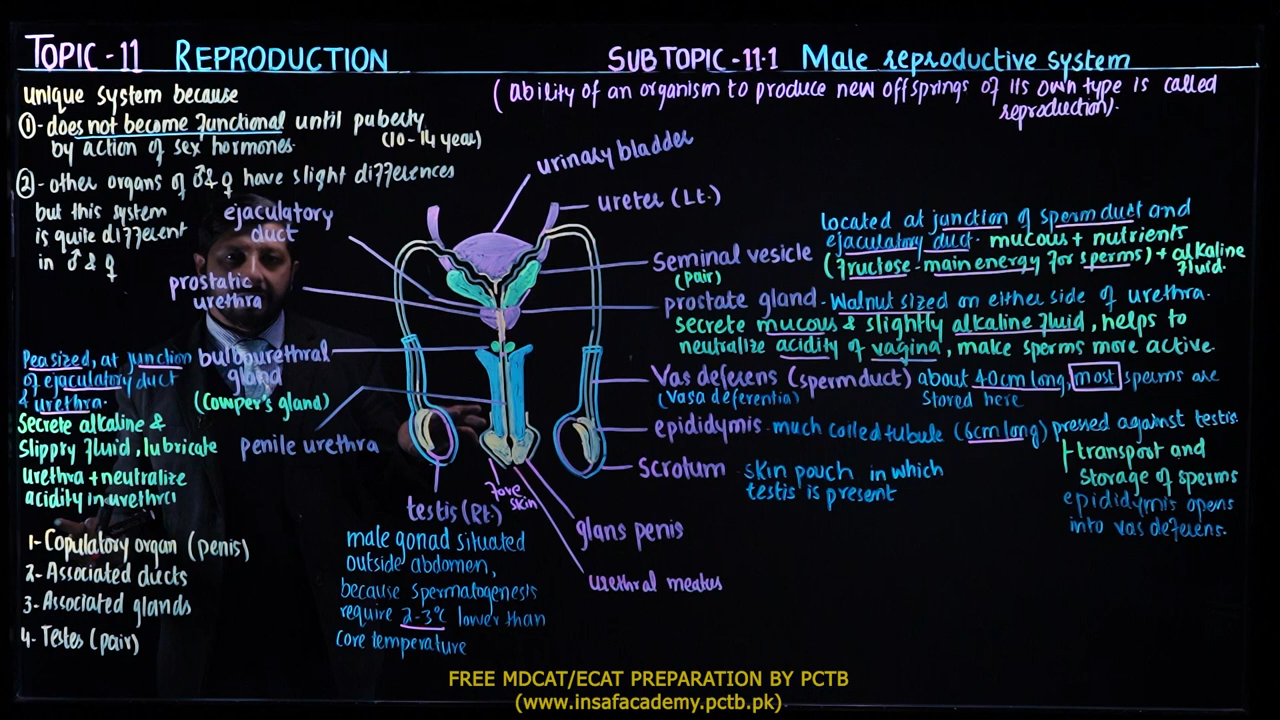 TOPIC-11 REPRODUCTION
SUBTOPIC-11.1 Male reproductive system
(ability of an organism to produce new offsprings of its own type is called
reproduction).
unique system because
①-does not become functional until puberty
by action of sex hormones. (10-14 year)
②-other organs of ♂ & ♀ have slight differences
but this system
is quite different
in ♂ & ♀
ejaculatory
duct
prostatic
urethra
bulbourethral
gland
(Cowper's gland)
penile urethra
Pea sized, at junction
of ejaculatory duct
& urethra.
Secrete alkaline &
Slippry fluid, lubricate
urethra + neutralize
acidity in urethra
1-Copulatory organ (penis)
2-Associated ducts
3-Associated glands
4-Testes (pair)
urinary bladder
ureter (Lt.)
Seminal vesicle
(pair)
located at junction of sperm duct and
ejaculatory duct. mucous + nutrients
(fructose-main energy for sperms) + alkaline
fluid.
prostate gland-Walnut sized on either side of urethra.
Secrete mucous & slightly alkaline fluid, helps to
neutralize acidity of vagina, make sperms more active.
Vas deferens (sperm duct) about 40cm long, most sperms are
(Vasa deferentia) Stored here
epididymis-much coiled tubule (6cm long) pressed against testis.
transport and
Storage of sperms
epididymis opens
into vas deferens.
Scrotum-skin pouch in which
testis is present
fore
skin
glans penis
urethral meatus
testis (Rt.)
male gonad situated
outside abdomen,
because spermatogenesis
require 2-3°C lower than
core temperature
FREE MDCAT/ECAT PREPARATION BY PCTB
(www.insafacademy.pctb.pk)